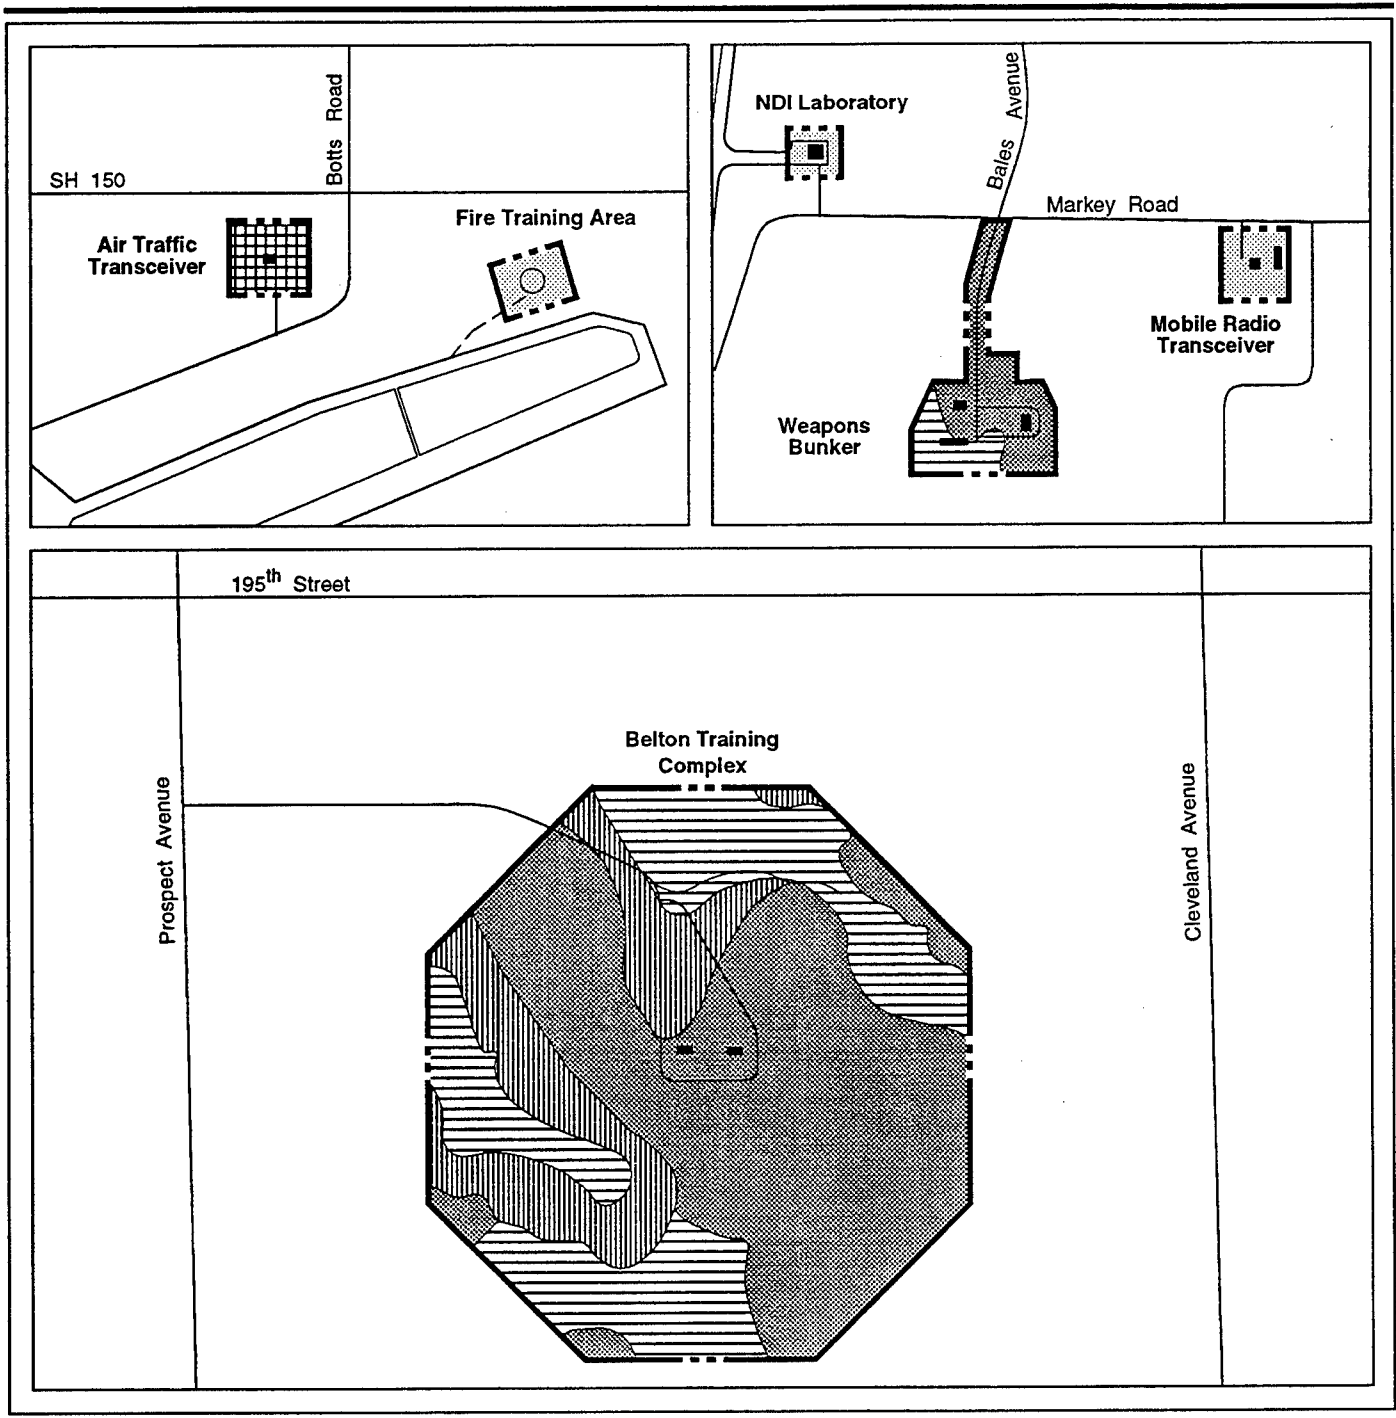 Botts Road
SH 150
Air Traffic
Transceiver
Fire Training Area
NDI Laboratory
Bales Avenue
Markey Road
Mobile Radio
Transceiver
Weapons
Bunker
195th Street
Belton Training
Complex
Prospect Avenue
Cleveland Avenue